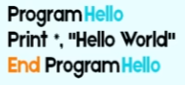 Program Hello
Print *, "Hello World"
End Program Hello